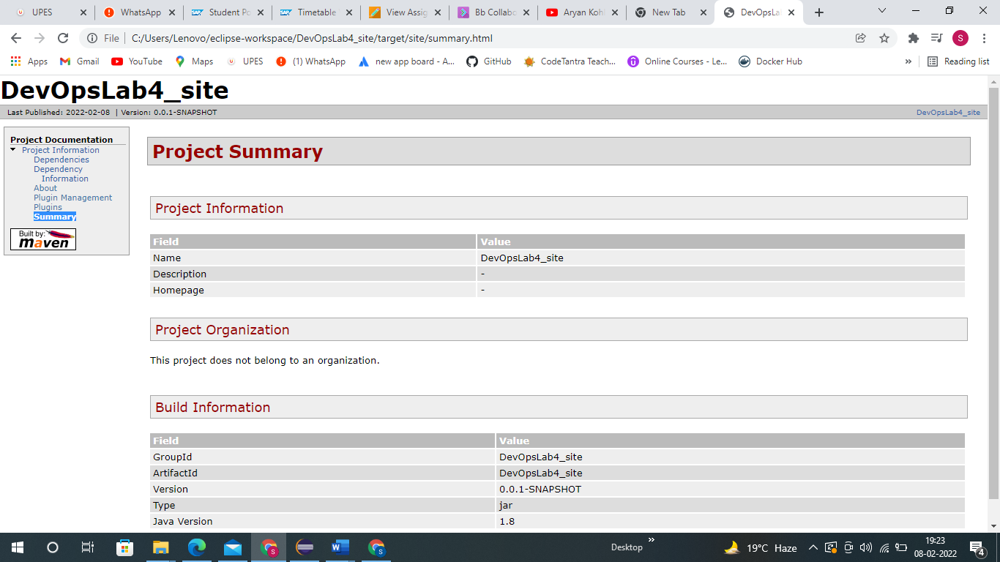 UPES
WhatsApp
Student Po
Timetable
View Assig
Bb Collabo
Aryan Kohl
New Tab
DevOpsLab
File
C:/Users/Lenovo/eclipse-workspace/DevOpsLab4_site/target/site/summary.html
S
Apps
Gmail
YouTube
Maps
UPES
(1) WhatsApp
new app board - A...
GitHub
CodeTantra Teach...
Online Courses - Le...
Docker Hub
»
Reading list
DevOpsLab4_site
Last Published: 2022-02-08 | Version: 0.0.1-SNAPSHOT
DevOpsLab4_site
Project Documentation
Project Information
Dependencies
Dependency
Information
About
Plugin Management
Plugins
Summary
Built by:
maven
Project Summary
Project Information
Field Value
Name DevOpsLab4_site
Description -
Homepage -
Project Organization
This project does not belong to an organization.
Build Information
Field Value
GroupId DevOpsLab4_site
ArtifactId DevOpsLab4_site
Version 0.0.1-SNAPSHOT
Type jar
Java Version 1.8
Desktop
»
19°C Haze
19:23
08-02-2022
4